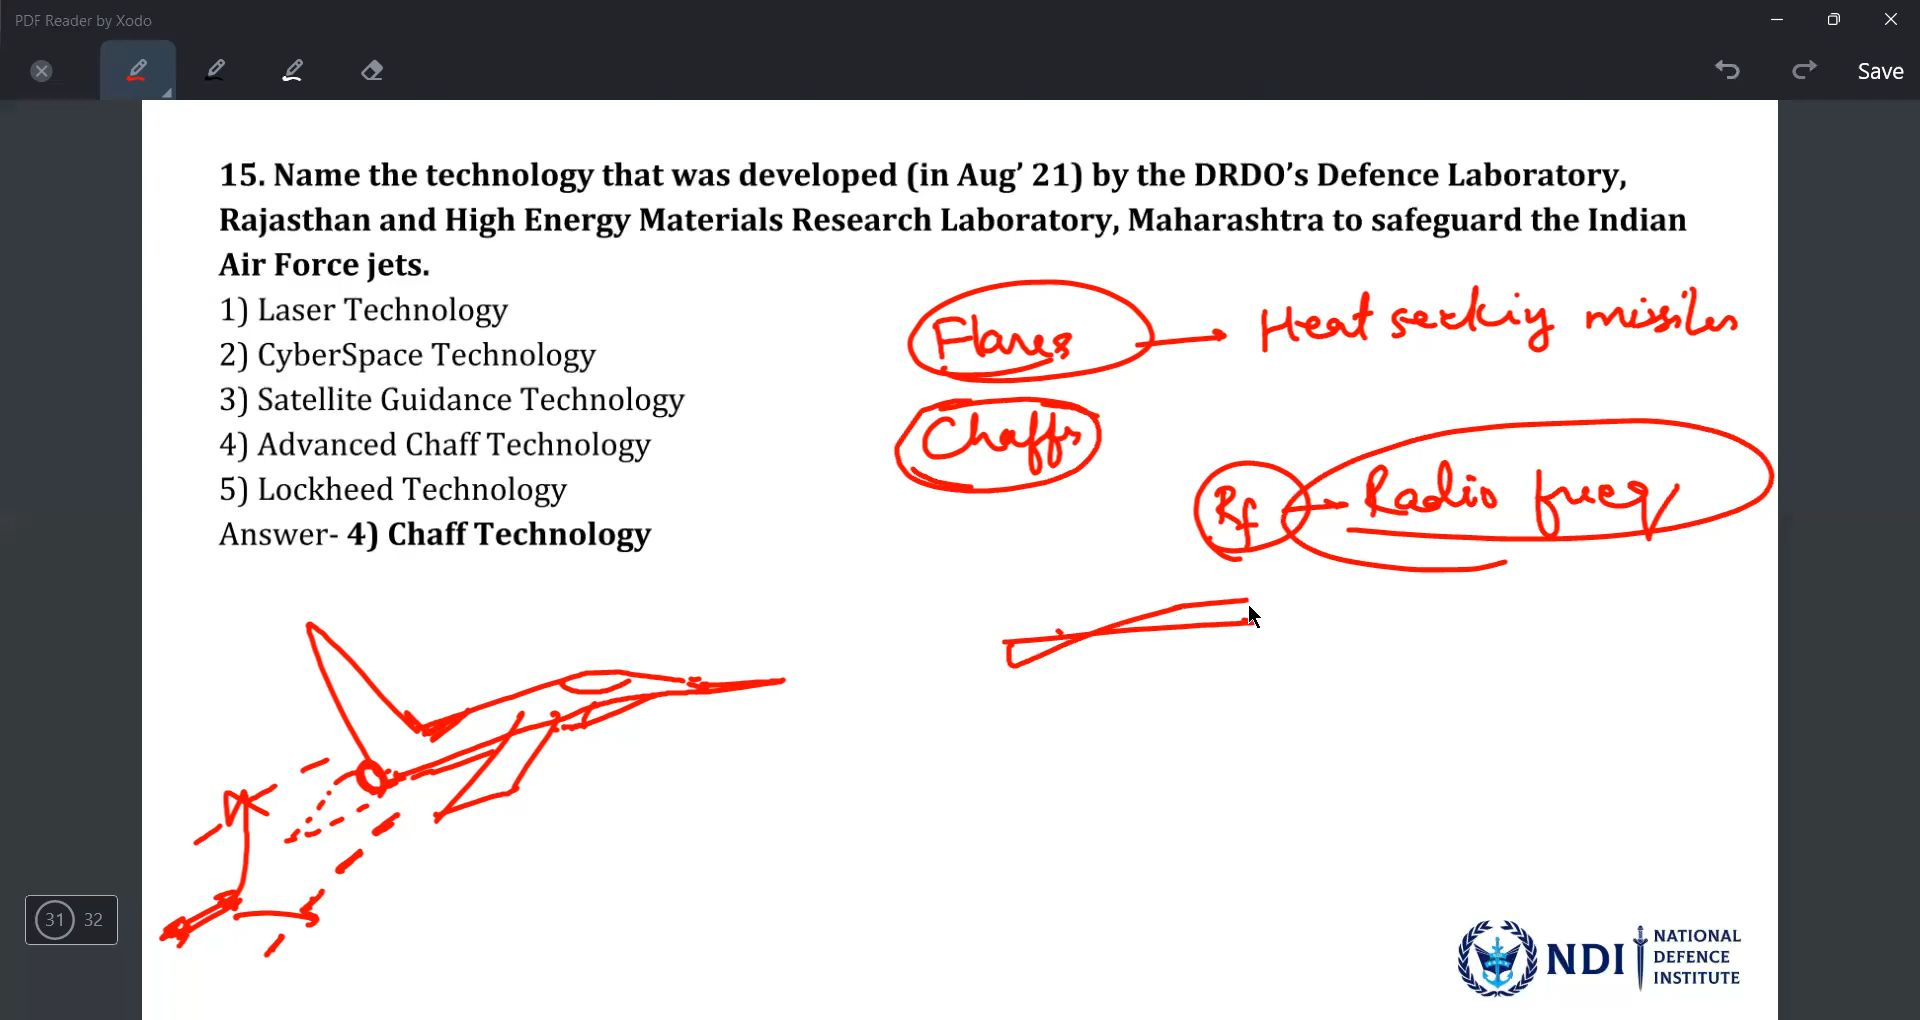 PDF Reader by Xodo
Save
15. Name the technology that was developed (in Aug’ 21) by the DRDO’s Defence Laboratory,
Rajasthan and High Energy Materials Research Laboratory, Maharashtra to safeguard the Indian
Air Force jets.
1) Laser Technology
2) CyberSpace Technology
3) Satellite Guidance Technology
4) Advanced Chaff Technology
5) Lockheed Technology
Answer- 4) Chaff Technology
Flares Heat seeking missiles
Chaffs
Rf Radio freq
31 32
NDI NATIONAL
DEFENCE
INSTITUTE